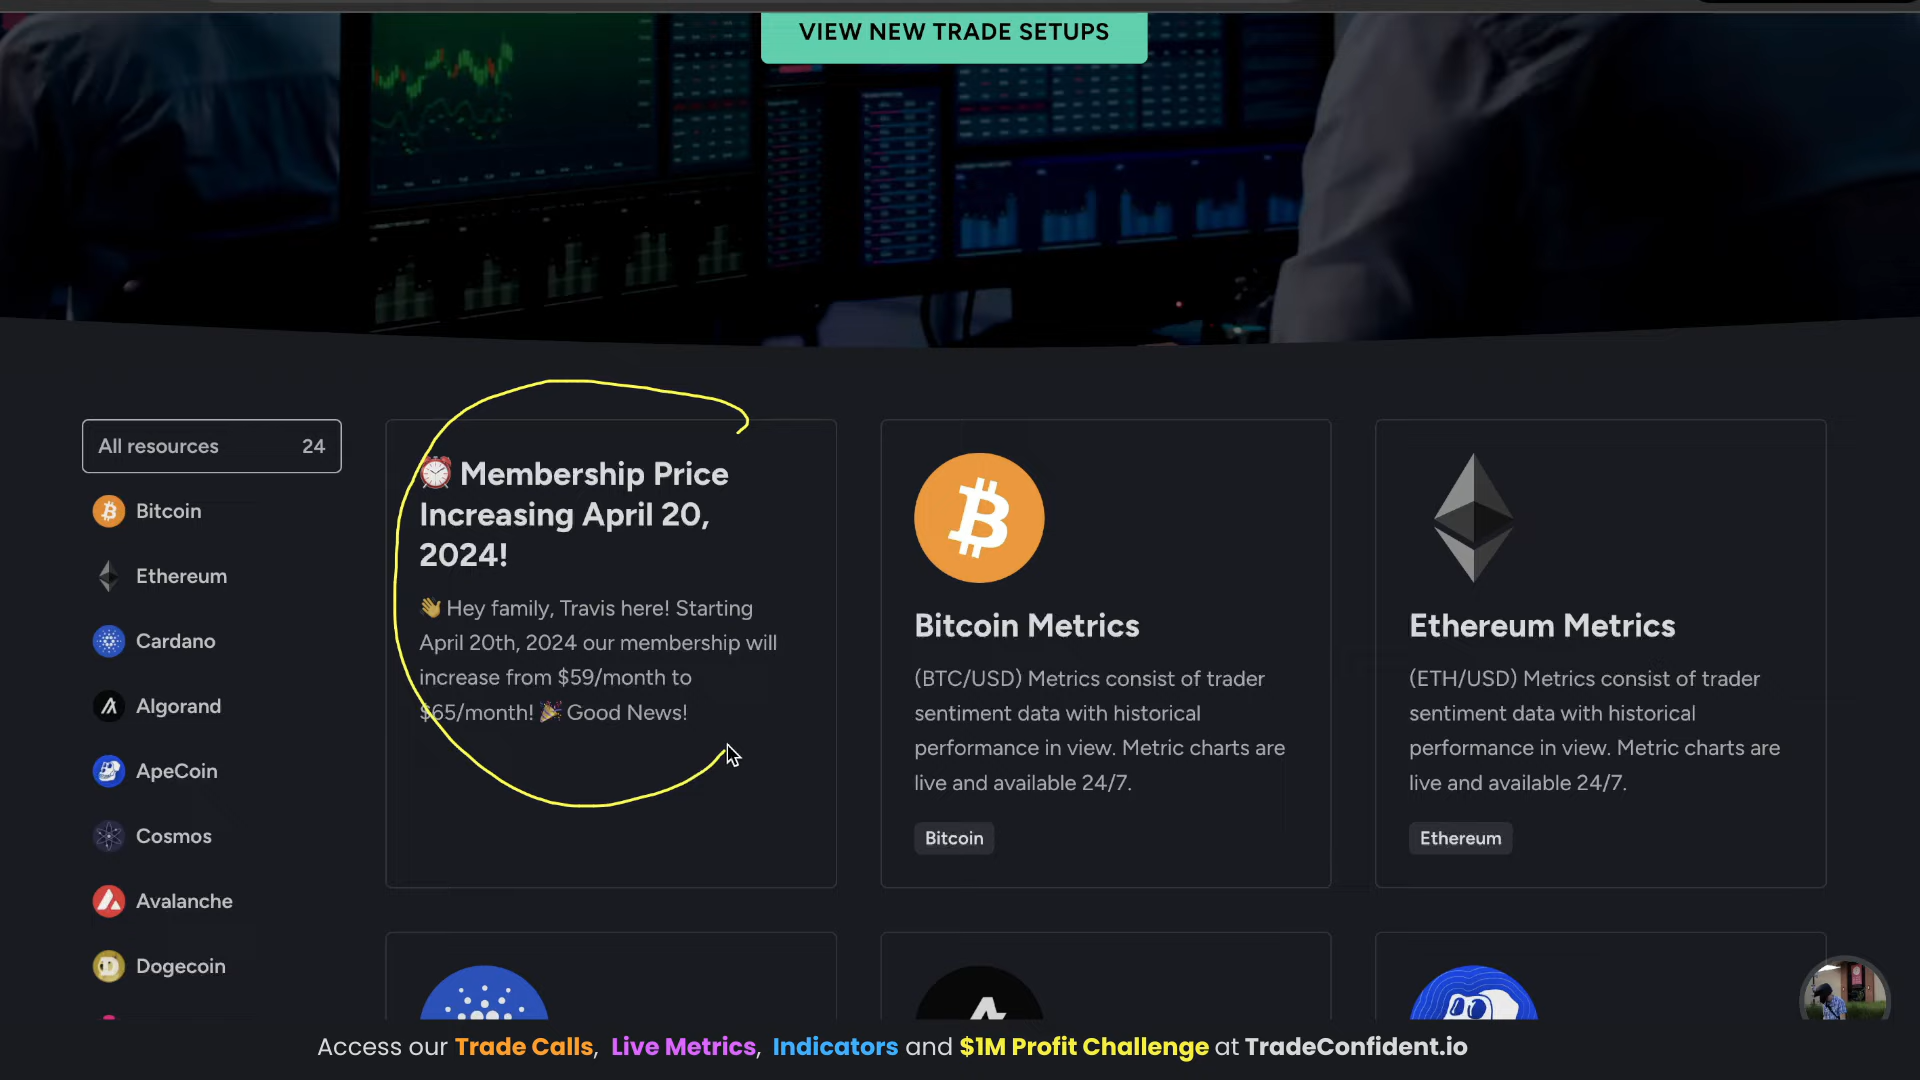 VIEW NEW TRADE SETUPS
All resources 24
Bitcoin
Ethereum
Cardano
Algorand
ApeCoin
Cosmos
Avalanche
Dogecoin
⏰ Membership Price
Increasing April 20,
2024!
👋 Hey family, Travis here! Starting
April 20th, 2024 our membership will
increase from $59/month to
$65/month! 🎉 Good News!
Bitcoin Metrics
(BTC/USD) Metrics consist of trader
sentiment data with historical
performance in view. Metric charts are
live and available 24/7.
Bitcoin
Ethereum Metrics
(ETH/USD) Metrics consist of trader
sentiment data with historical
performance in view. Metric charts are
live and available 24/7.
Ethereum
Access our Trade Calls, Live Metrics, Indicators and $1M Profit Challenge at TradeConfident.io